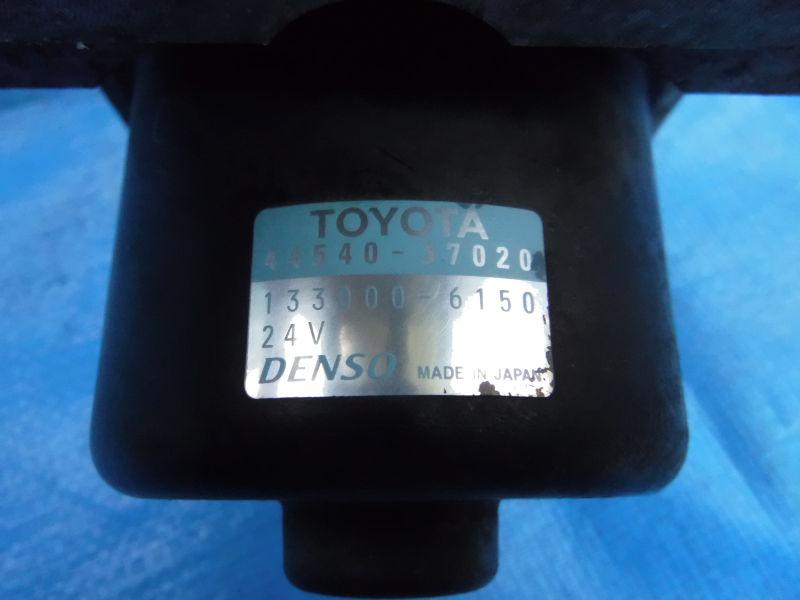 TOYOTA
44540-37020
133000-6150
24V
DENSO MADE IN JAPAN